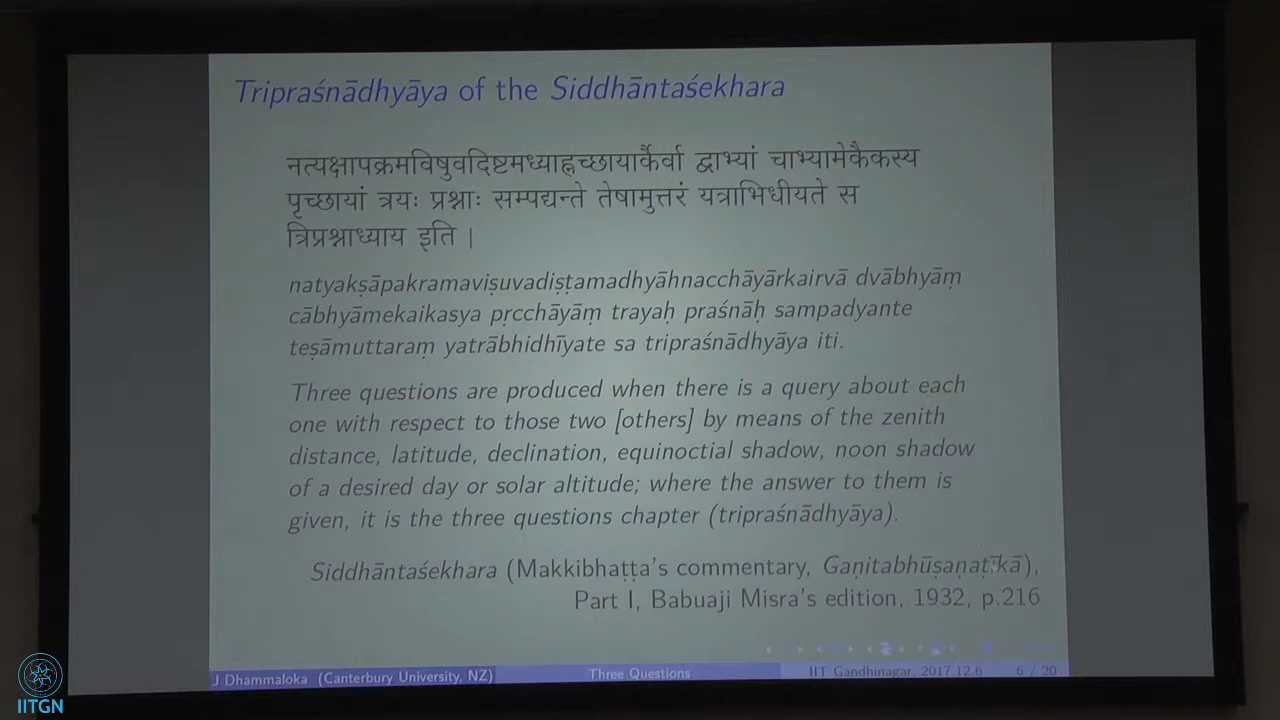 Tripraśnādhyāya of the Siddhāntaśekhara
नत्यक्षापक्रमविषुवदिष्टमध्याह्नच्छायार्कैर्वा द्वाभ्यां चाभ्यामेकैकस्य
पृच्छायां त्रयः प्रश्नाः सम्पद्यन्ते तेषामुत्तरं यत्राभिधीयते स
त्रिप्रश्नाध्याय इति |
natyakṣāpakramaviṣuvadiṣṭamadhyāhnacchāyārkairvā dvābhyāṃ
cābhyāmekaikasya pṛcchāyāṃ trayaḥ praśnāḥ sampadyante
teṣāmuttaraṃ yatrābhidhīyate sa tripraśnādhyāya iti.
Three questions are produced when there is a query about each
one with respect to those two [others] by means of the zenith
distance, latitude, declination, equinoctial shadow, noon shadow
of a desired day or solar altitude; where the answer to them is
given, it is the three questions chapter (tripraśnādhyāya).
Siddhāntaśekhara (Makkibhaṭṭa's commentary, Gaṇitabhūṣaṇaṭīkā),
Part I, Babuaji Misra's edition, 1932, p.216
J Dhammaloka (Canterbury University, NZ) Three Questions IIT Gandhinagar, 2017.12.6 6 / 20
IITGN